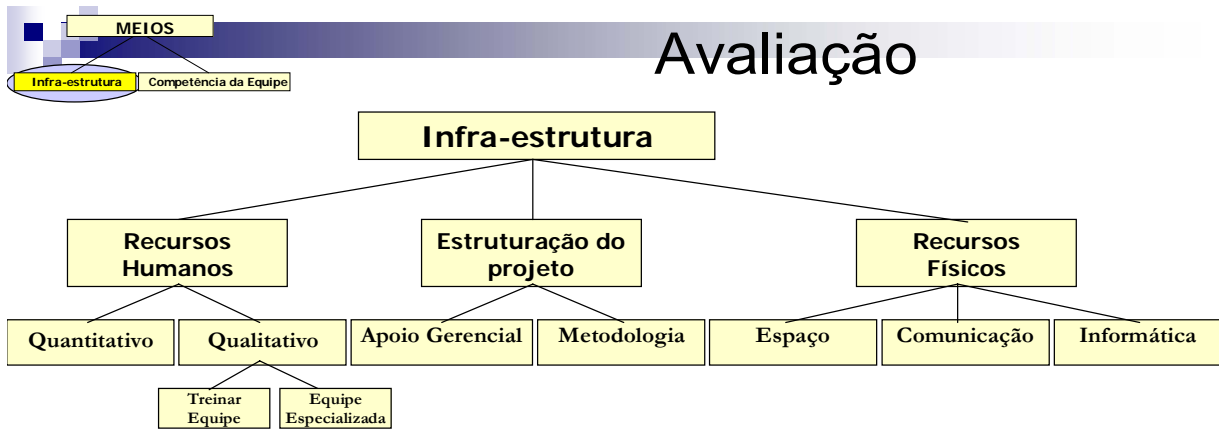 MEIOS
Avaliação
Infra-estrutura
Competência da Equipe
Infra-estrutura
Recursos
Humanos
Estruturação do
projeto
Recursos
Físicos
Quantitativo
Qualitativo
Apoio Gerencial
Metodologia
Espaço
Comunicação
Informática
Treinar
Equipe
Equipe
Especializada